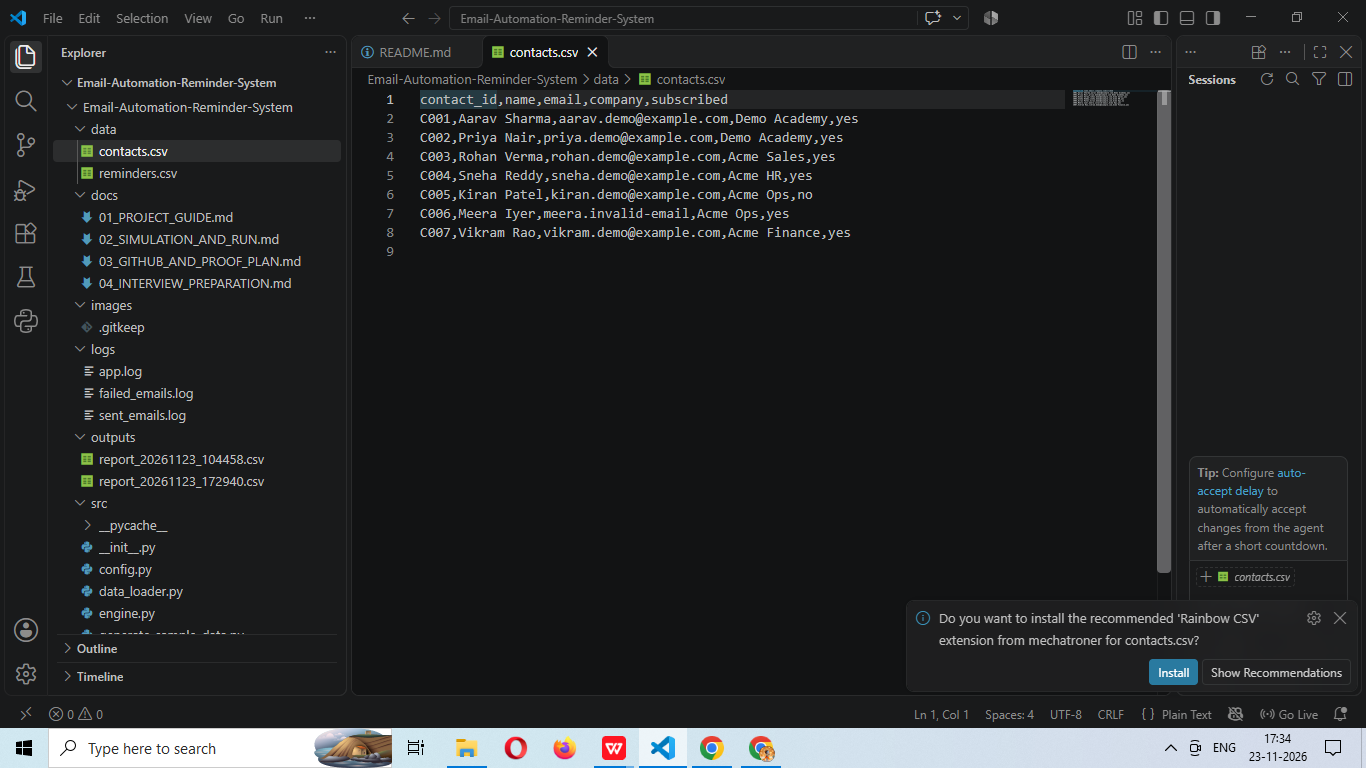 File Edit Selection View Go Run ...
Email-Automation-Reminder-System
Explorer ...
Email-Automation-Reminder-System
Email-Automation-Reminder-System
data
contacts.csv
reminders.csv
docs
01_PROJECT_GUIDE.md
02_SIMULATION_AND_RUN.md
03_GITHUB_AND_PROOF_PLAN.md
04_INTERVIEW_PREPARATION.md
images
.gitkeep
logs
app.log
failed_emails.log
sent_emails.log
outputs
report_20261123_104458.csv
report_20261123_172940.csv
src
__pycache__
__init__.py
config.py
data_loader.py
engine.py
generate_sample_data.py
Outline
Timeline
README.md contacts.csv
Email-Automation-Reminder-System > data > contacts.csv
1 contact_id,name,email,company,subscribed
2 C001,Aarav Sharma,aarav.demo@example.com,Demo Academy,yes
3 C002,Priya Nair,priya.demo@example.com,Demo Academy,yes
4 C003,Rohan Verma,rohan.demo@example.com,Acme Sales,yes
5 C004,Sneha Reddy,sneha.demo@example.com,Acme HR,yes
6 C005,Kiran Patel,kiran.demo@example.com,Acme Ops,no
7 C006,Meera Iyer,meera.invalid-email,Acme Ops,yes
8 C007,Vikram Rao,vikram.demo@example.com,Acme Finance,yes
9
Sessions
Tip: Configure auto-
accept delay to
automatically accept
changes from the agent
after a short countdown.
contacts.csv
Do you want to install the recommended 'Rainbow CSV'
extension from mechatroner for contacts.csv?
Install Show Recommendations
0 0 Ln 1, Col 1 Spaces: 4 UTF-8 CRLF { } Plain Text Go Live
Type here to search
ENG 17:34
23-11-2026